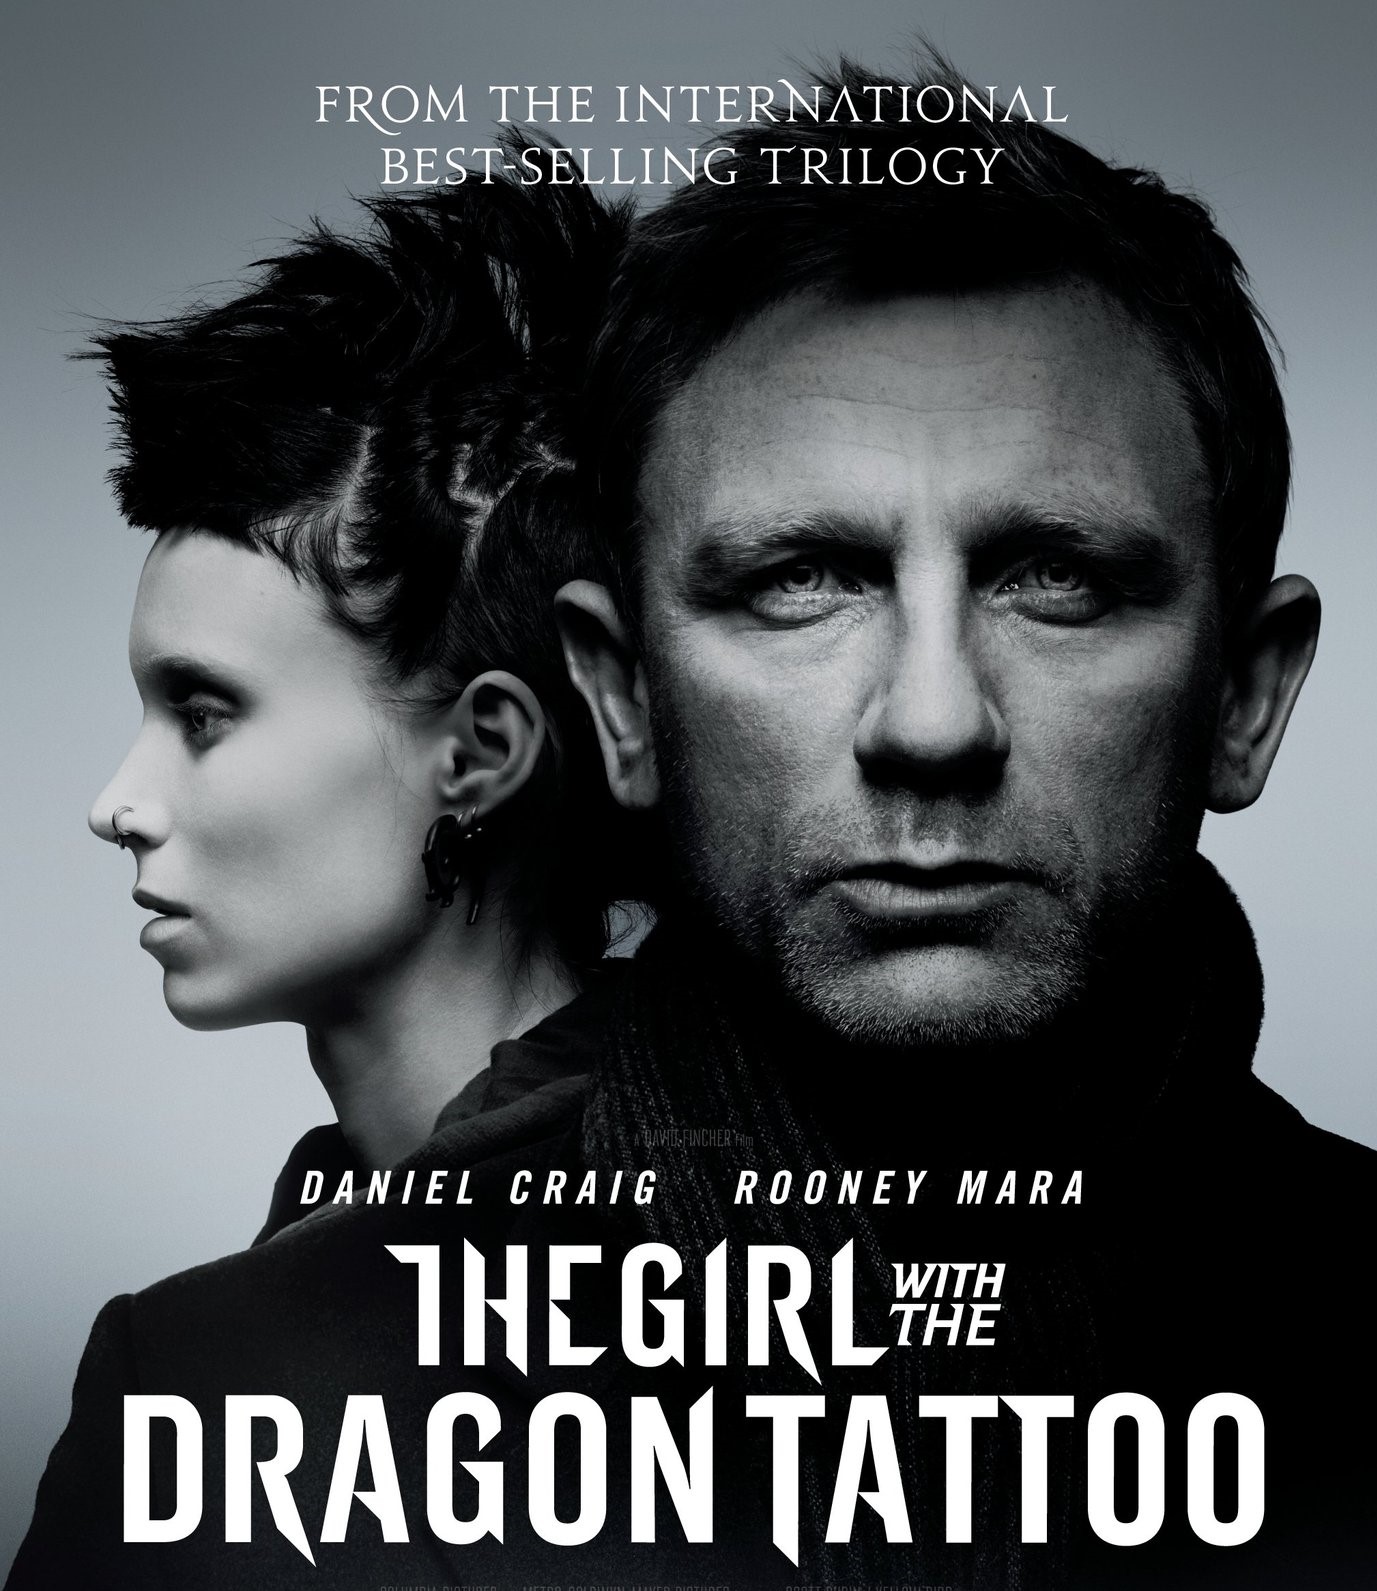 FROM THE INTERNATIONAL
BEST-SELLING TRILOGY
A DAVID FINCHER Film
DANIEL CRAIG ROONEY MARA
THE GIRL WITH THE
DRAGON TATTOO